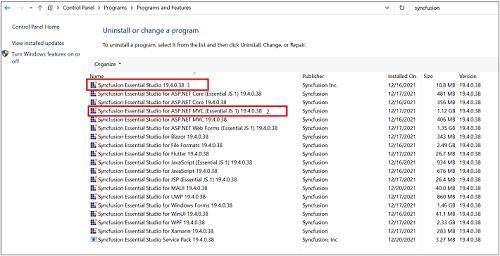 Control Panel > Programs > Programs and Features
syncfusion
Control Panel Home
View installed updates
Turn Windows features on or off
Uninstall or change a program
To uninstall a program, select it from the list and then click Uninstall, Change, or Repair.
Organize
Name Publisher Installed On Size Version
Syncfusion Essential Studio 19.4.0.38 1 Syncfusion Inc. 12/16/2021 10.8 MB 19.4.0.38
Syncfusion Essential Studio for ASP.NET Core (Essential JS 1) 19.4.0.38 Syncfusion 12/17/2021 481 MB 19.4.0.38
Syncfusion Essential Studio for ASP.NET Core 19.4.0.38 Syncfusion 12/17/2021 356 MB 19.4.0.38
Syncfusion Essential Studio for ASP.NET MVC (Essential JS 1) 19.4.0.38 2 Syncfusion 12/17/2021 1.12 GB 19.4.0.38
Syncfusion Essential Studio for ASP.NET MVC 19.4.0.38 Syncfusion 12/17/2021 406 MB 19.4.0.38
Syncfusion Essential Studio for ASP.NET Web Forms (Essential JS 1) 19.4.0.38 Syncfusion 12/17/2021 1.35 GB 19.4.0.38
Syncfusion Essential Studio for Blazor 19.4.0.38 Syncfusion 12/17/2021 343 MB 19.4.0.38
Syncfusion Essential Studio for File Formats 19.4.0.38 Syncfusion 12/17/2021 2.49 GB 19.4.0.38
Syncfusion Essential Studio for Flutter 19.4.0.38 Syncfusion 12/17/2021 26.7 MB 19.4.0.38
Syncfusion Essential Studio for JavaScript (Essential JS 1) 19.4.0.38 Syncfusion 12/16/2021 934 MB 19.4.0.38
Syncfusion Essential Studio for JavaScript 19.4.0.38 Syncfusion 12/17/2021 676 MB 19.4.0.38
Syncfusion Essential Studio for JSP (Essential JS 1) 19.4.0.38 Syncfusion 12/17/2021 26.4 MB 19.4.0.38
Syncfusion Essential Studio for MAUI 19.4.0.38 Syncfusion 12/20/2021 40.0 MB 19.4.0.38
Syncfusion Essential Studio for UWP 19.4.0.38 Syncfusion 12/17/2021 860 MB 19.4.0.38
Syncfusion Essential Studio for Windows Forms 19.4.0.38 Syncfusion 12/17/2021 1.46 GB 19.4.0.38
Syncfusion Essential Studio for WinUI 19.4.0.38 Syncfusion 12/17/2021 41.1 MB 19.4.0.38
Syncfusion Essential Studio for WPF 19.4.0.38 Syncfusion 12/17/2021 2.33 GB 19.4.0.38
Syncfusion Essential Studio for Xamarin 19.4.0.38 Syncfusion 12/17/2021 283 MB 19.4.0.38
Syncfusion Essential Studio Service Pack 19.4.0.38 Syncfusion, Inc 12/20/2021 3.27 MB 19.4.0.38